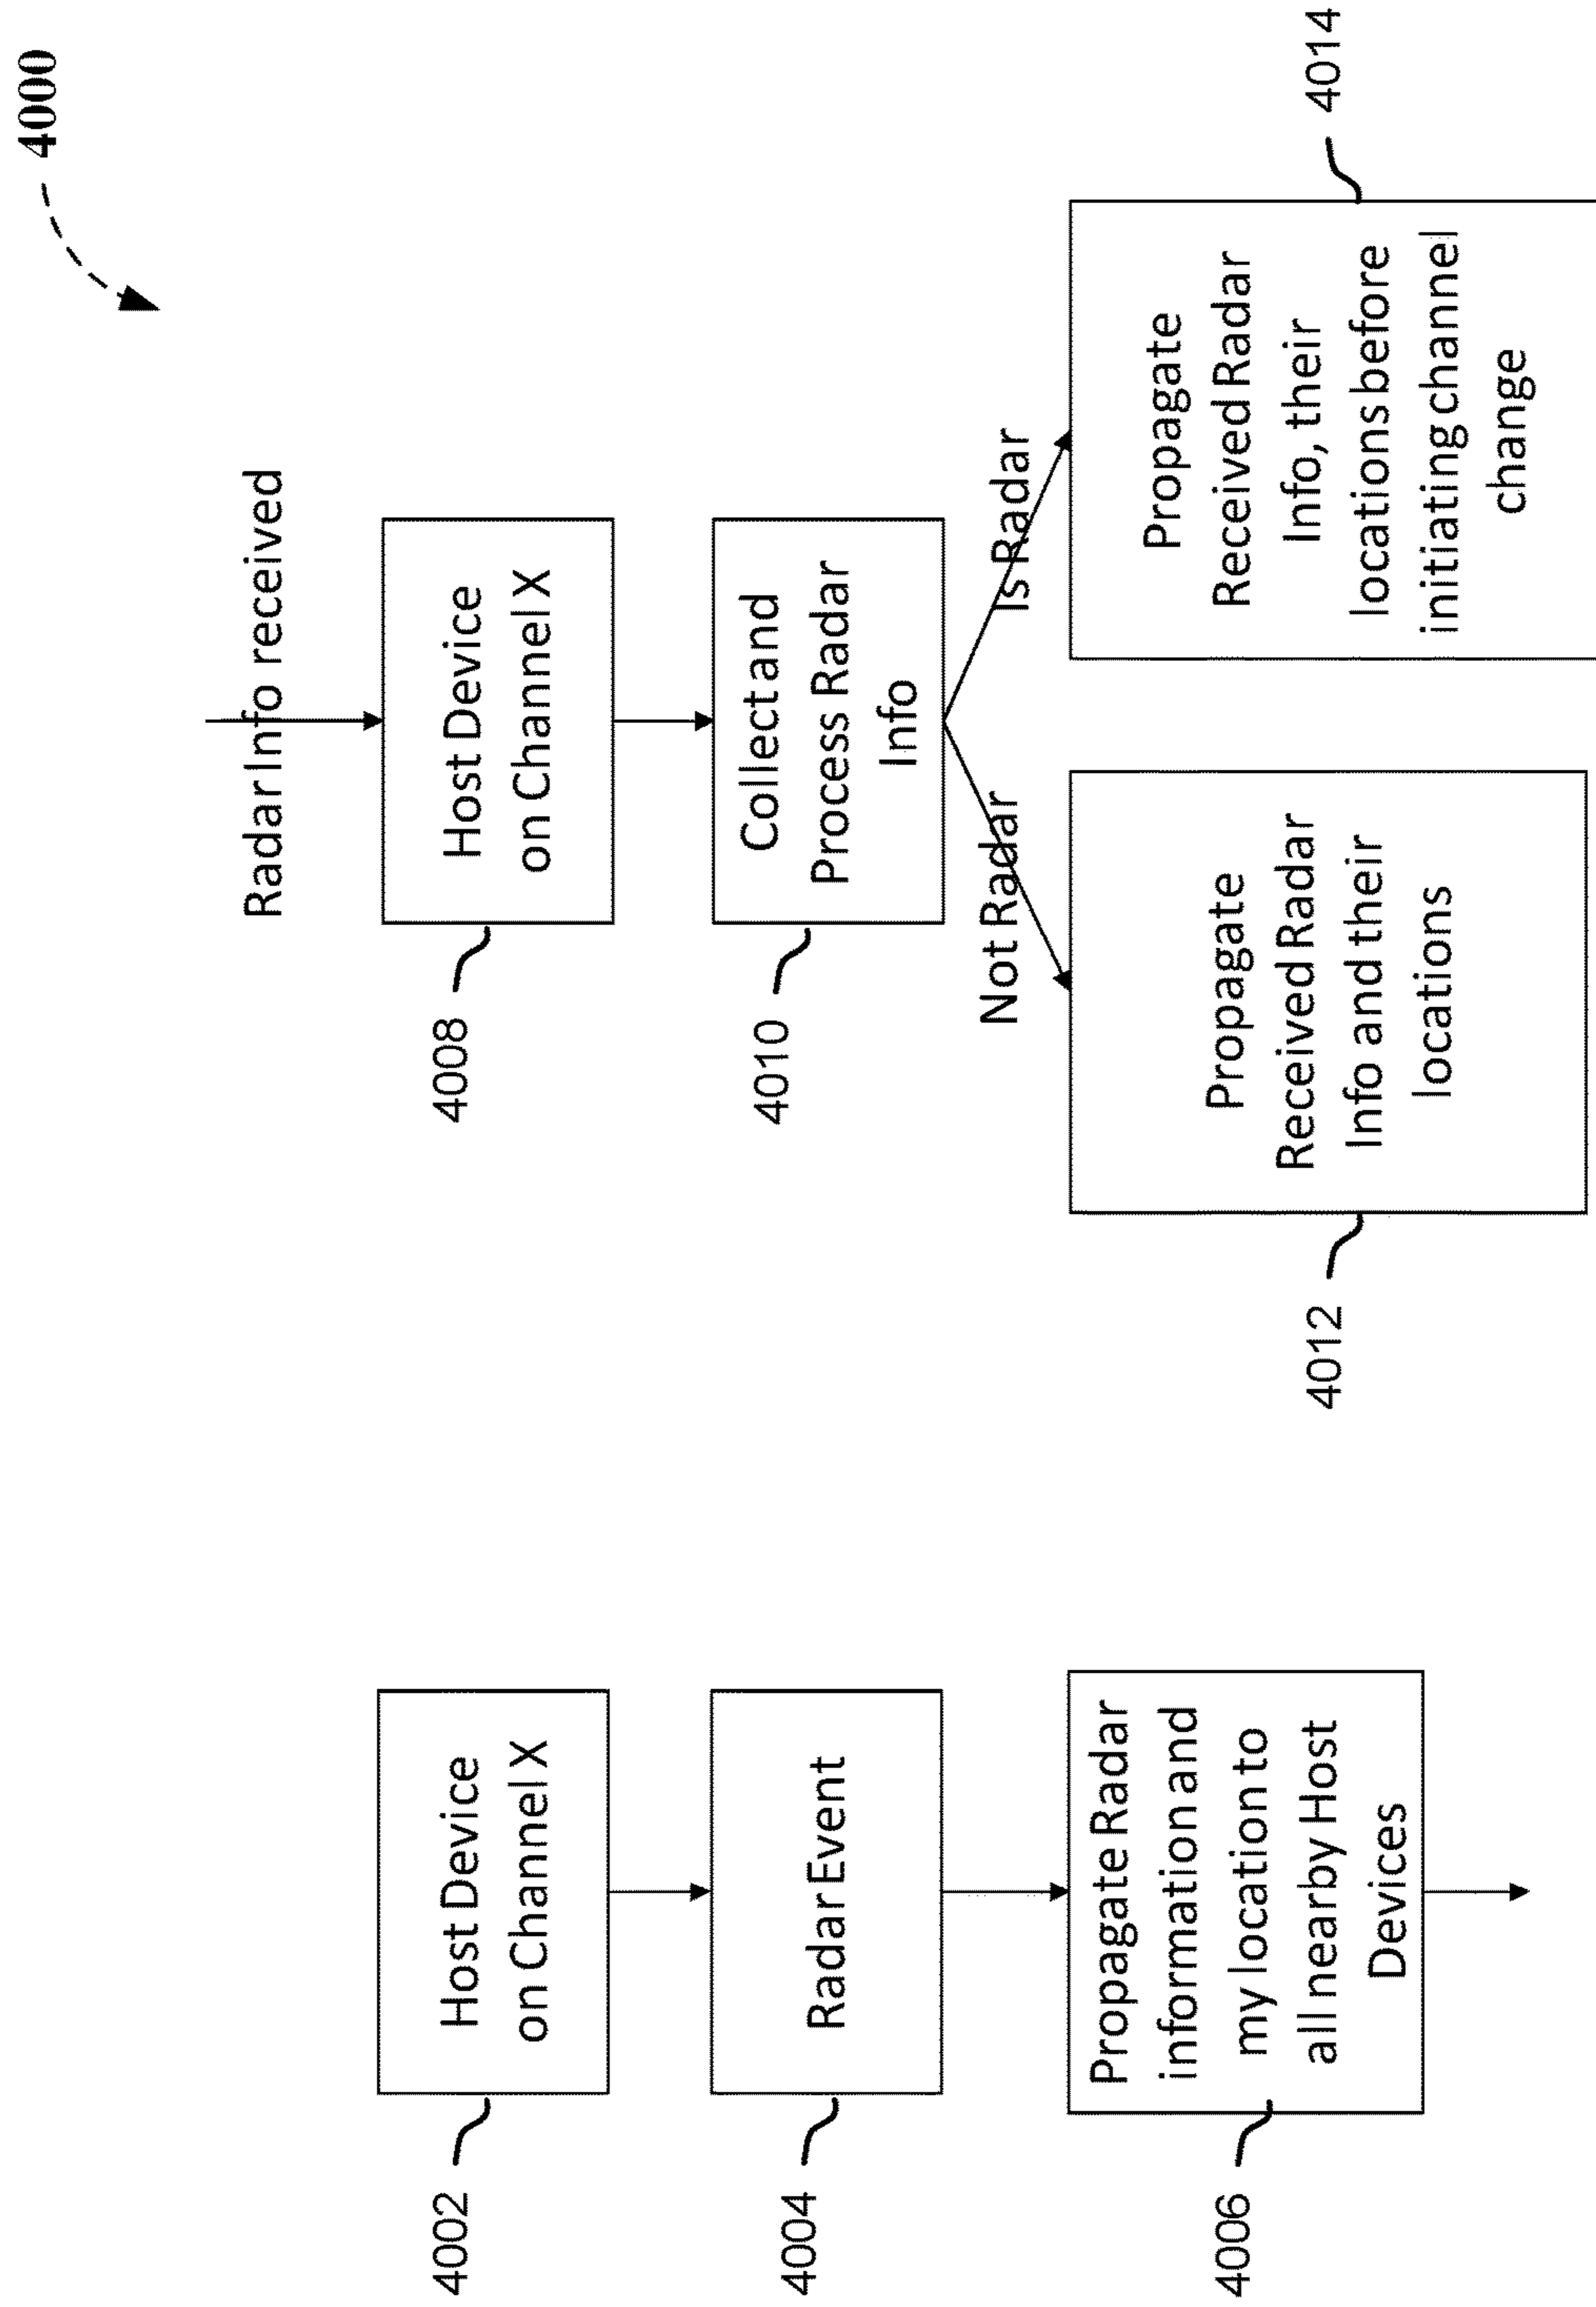 4000
4002
Host Device
on Channel X
4004
Radar Event
4006
Propagate Radar
information and
my location to
all nearby Host
Devices
Radar Info received
4008
Host Device
on Channel X
4010
Collect and
Process Radar
Info
Not Radar
Is Radar
4012
Propagate
Received Radar
Info and their
locations
4014
Propagate
Received Radar
Info, their
locations before
initiating channel
change